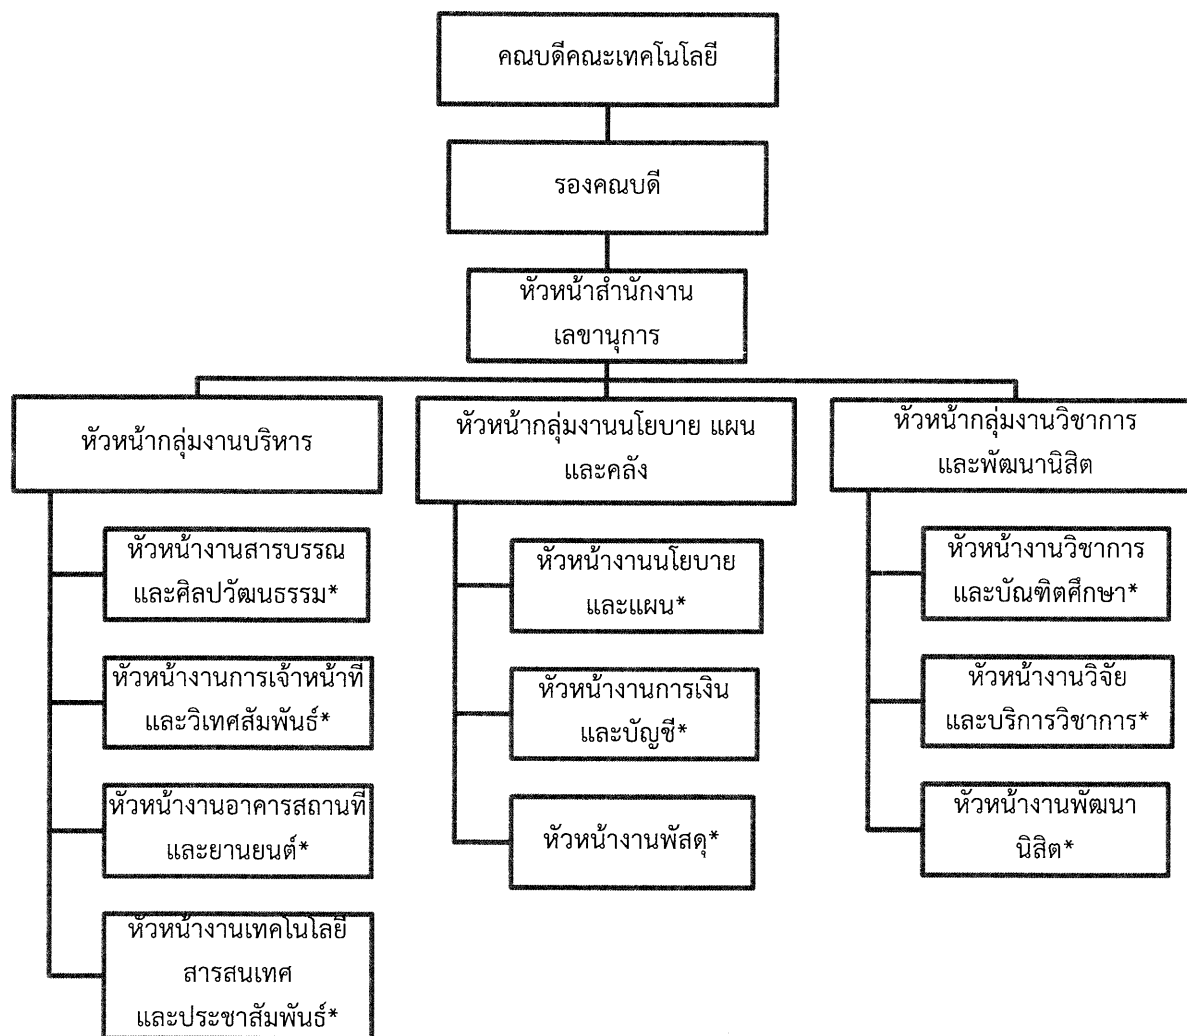 คณบดีคณะเทคโนโลยี
รองคณบดี
หัวหน้าสำนักงาน
เลขานุการ
หัวหน้ากลุ่มงานบริหาร
หัวหน้างานสารบรรณ
และศิลปวัฒนธรรม*
หัวหน้างานการเจ้าหน้าที่
และวิเทศสัมพันธ์*
หัวหน้างานอาคารสถานที่
และยานยนต์*
หัวหน้างานเทคโนโลยี
สารสนเทศ
และประชาสัมพันธ์*
หัวหน้ากลุ่มงานนโยบาย แผน
และคลัง
หัวหน้างานนโยบาย
และแผน*
หัวหน้างานการเงิน
และบัญชี*
หัวหน้างานพัสดุ*
หัวหน้ากลุ่มงานวิชาการ
และพัฒนานิสิต
หัวหน้างานวิชาการ
และบัณฑิตศึกษา*
หัวหน้างานวิจัย
และบริการวิชาการ*
หัวหน้างานพัฒนา
นิสิต*